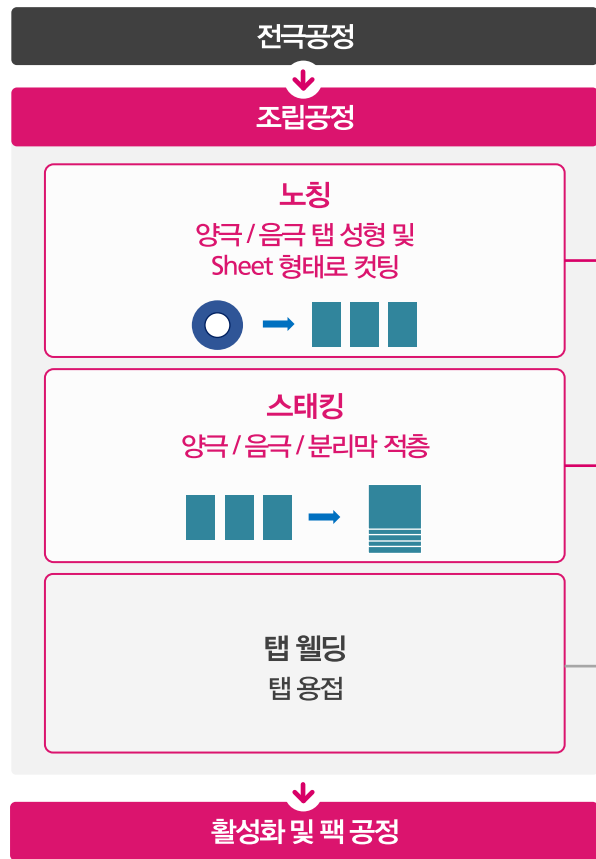 전극공정
조립공정
노칭
양극 / 음극 탭 성형 및
Sheet 형태로 컷팅
스태킹
양극 / 음극 / 분리막 적층
탭 웰딩
탭 용접
활성화 및 팩 공정